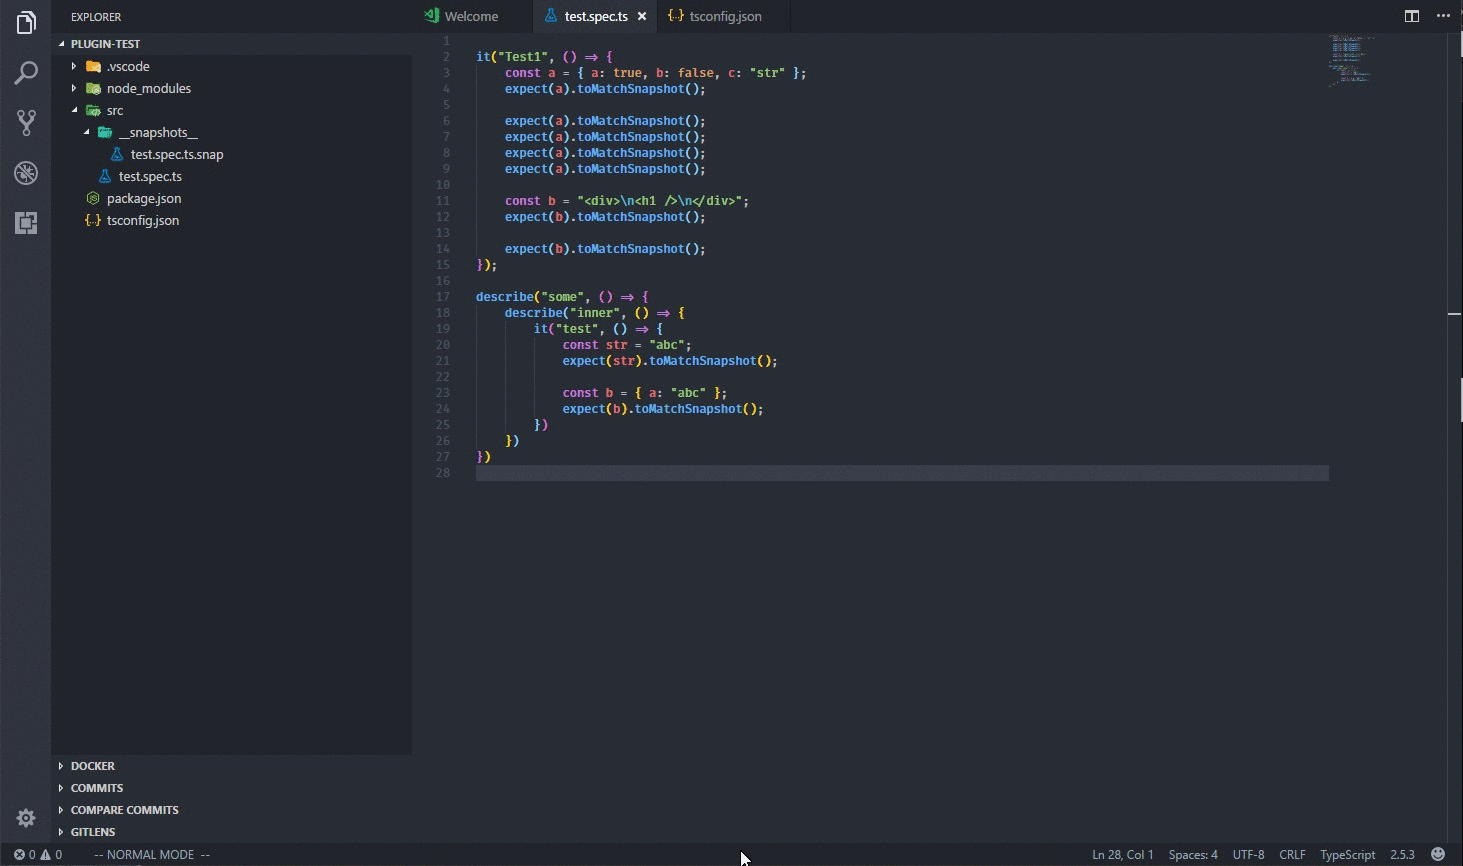 EXPLORER
PLUGIN-TEST
.vscode
node_modules
src
__snapshots__
test.spec.ts.snap
test.spec.ts
package.json
{..} tsconfig.json
DOCKER
COMMITS
COMPARE COMMITS
GITLENS
Welcome test.spec.ts × {..} tsconfig.json ...
1
2 it("Test1", () => {
3 const a = { a: true, b: false, c: "str" };
4 expect(a).toMatchSnapshot();
5
6 expect(a).toMatchSnapshot();
7 expect(a).toMatchSnapshot();
8 expect(a).toMatchSnapshot();
9 expect(a).toMatchSnapshot();
10
11 const b = "<div>\n<h1 />\n</div>";
12 expect(b).toMatchSnapshot();
13
14 expect(b).toMatchSnapshot();
15 });
16
17 describe("some", () => {
18 describe("inner", () => {
19 it("test", () => {
20 const str = "abc";
21 expect(str).toMatchSnapshot();
22
23 const b = { a: "abc" };
24 expect(b).toMatchSnapshot();
25 })
26 })
27 })
28
0 0 -- NORMAL MODE -- Ln 28, Col 1 Spaces: 4 UTF-8 CRLF TypeScript 2.5.3